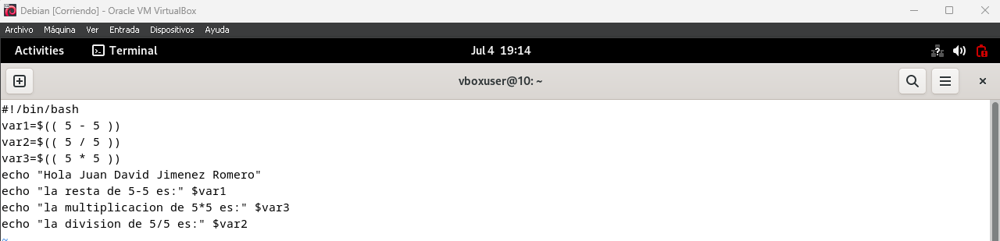 Debian [Corriendo] - Oracle VM VirtualBox
Archivo Máquina Ver Entrada Dispositivos Ayuda
Activities Terminal Jul 4 19:14
vboxuser@10: ~
#!/bin/bash
var1=$(( 5 - 5 ))
var2=$(( 5 / 5 ))
var3=$(( 5 * 5 ))
echo "Hola Juan David Jimenez Romero"
echo "la resta de 5-5 es:" $var1
echo "la multiplicacion de 5*5 es:" $var3
echo "la division de 5/5 es:" $var2
~